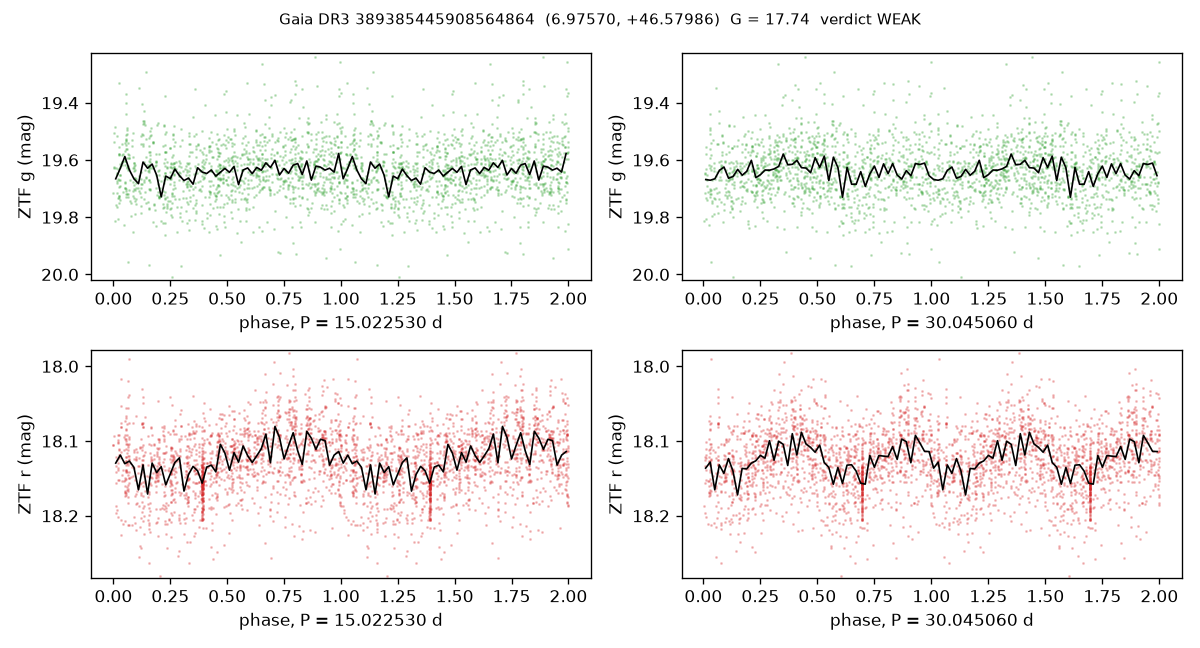 Gaia DR3 389385445908564864 (6.97570, +46.57986) G = 17.74 verdict WEAK
ZTF g (mag)
19.4
19.6
19.8
20.0
0.00 0.25 0.50 0.75 1.00 1.25 1.50 1.75 2.00
phase, P = 15.022530 d
ZTF g (mag)
19.4
19.6
19.8
20.0
0.00 0.25 0.50 0.75 1.00 1.25 1.50 1.75 2.00
phase, P = 30.045060 d
ZTF r (mag)
18.0
18.1
18.2
0.00 0.25 0.50 0.75 1.00 1.25 1.50 1.75 2.00
phase, P = 15.022530 d
ZTF r (mag)
18.0
18.1
18.2
0.00 0.25 0.50 0.75 1.00 1.25 1.50 1.75 2.00
phase, P = 30.045060 d